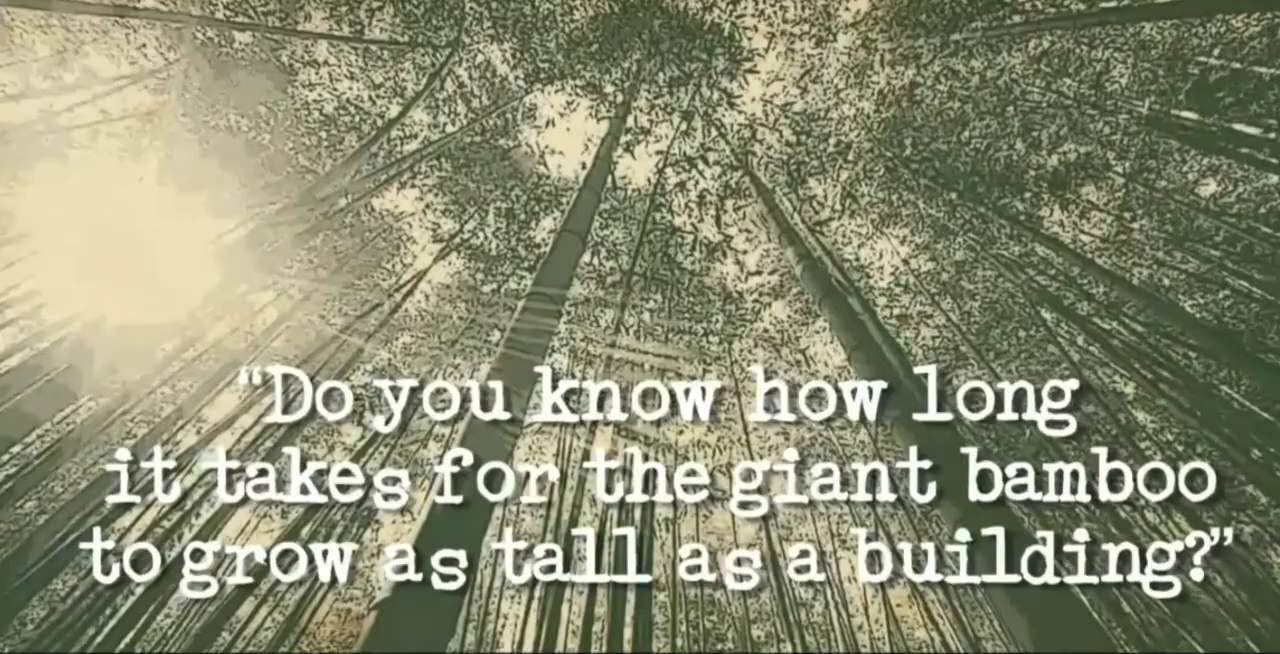 “Do you know how long
it takes for the giant bamboo
to grow as tall as a building?”